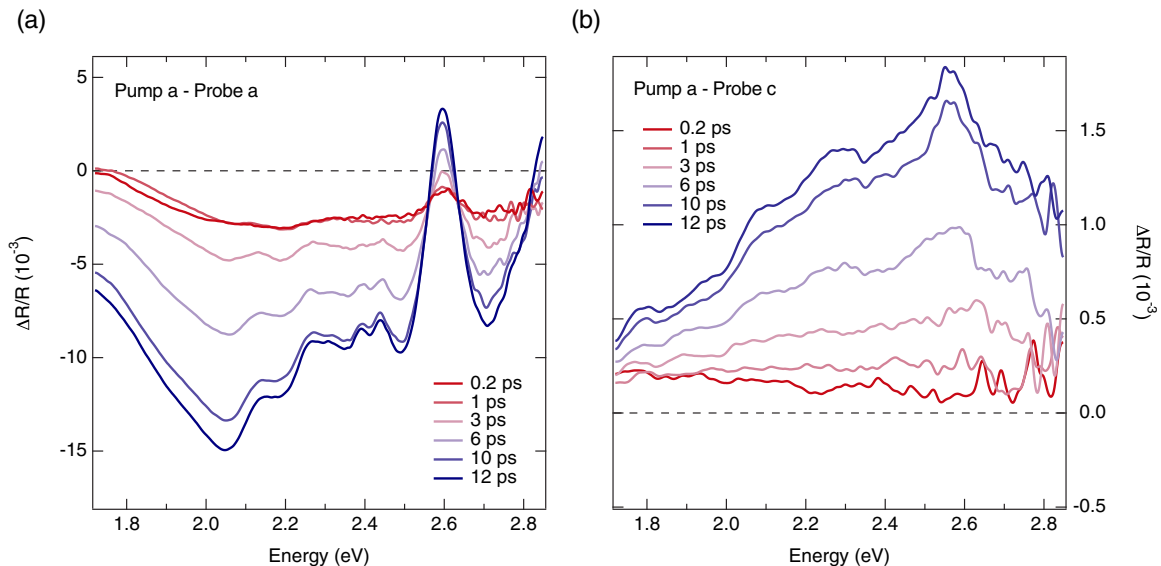 (a)
(b)
Pump a - Probe a
ΔR/R (10⁻³)
5
0
-5
-10
-15
0.2 ps
1 ps
3 ps
6 ps
10 ps
12 ps
1.8 2.0 2.2 2.4 2.6 2.8
Energy (eV)
Pump a - Probe c
0.2 ps
1 ps
3 ps
6 ps
10 ps
12 ps
1.5
1.0
0.5
0.0
-0.5
ΔR/R (10⁻³)
1.8 2.0 2.2 2.4 2.6 2.8
Energy (eV)